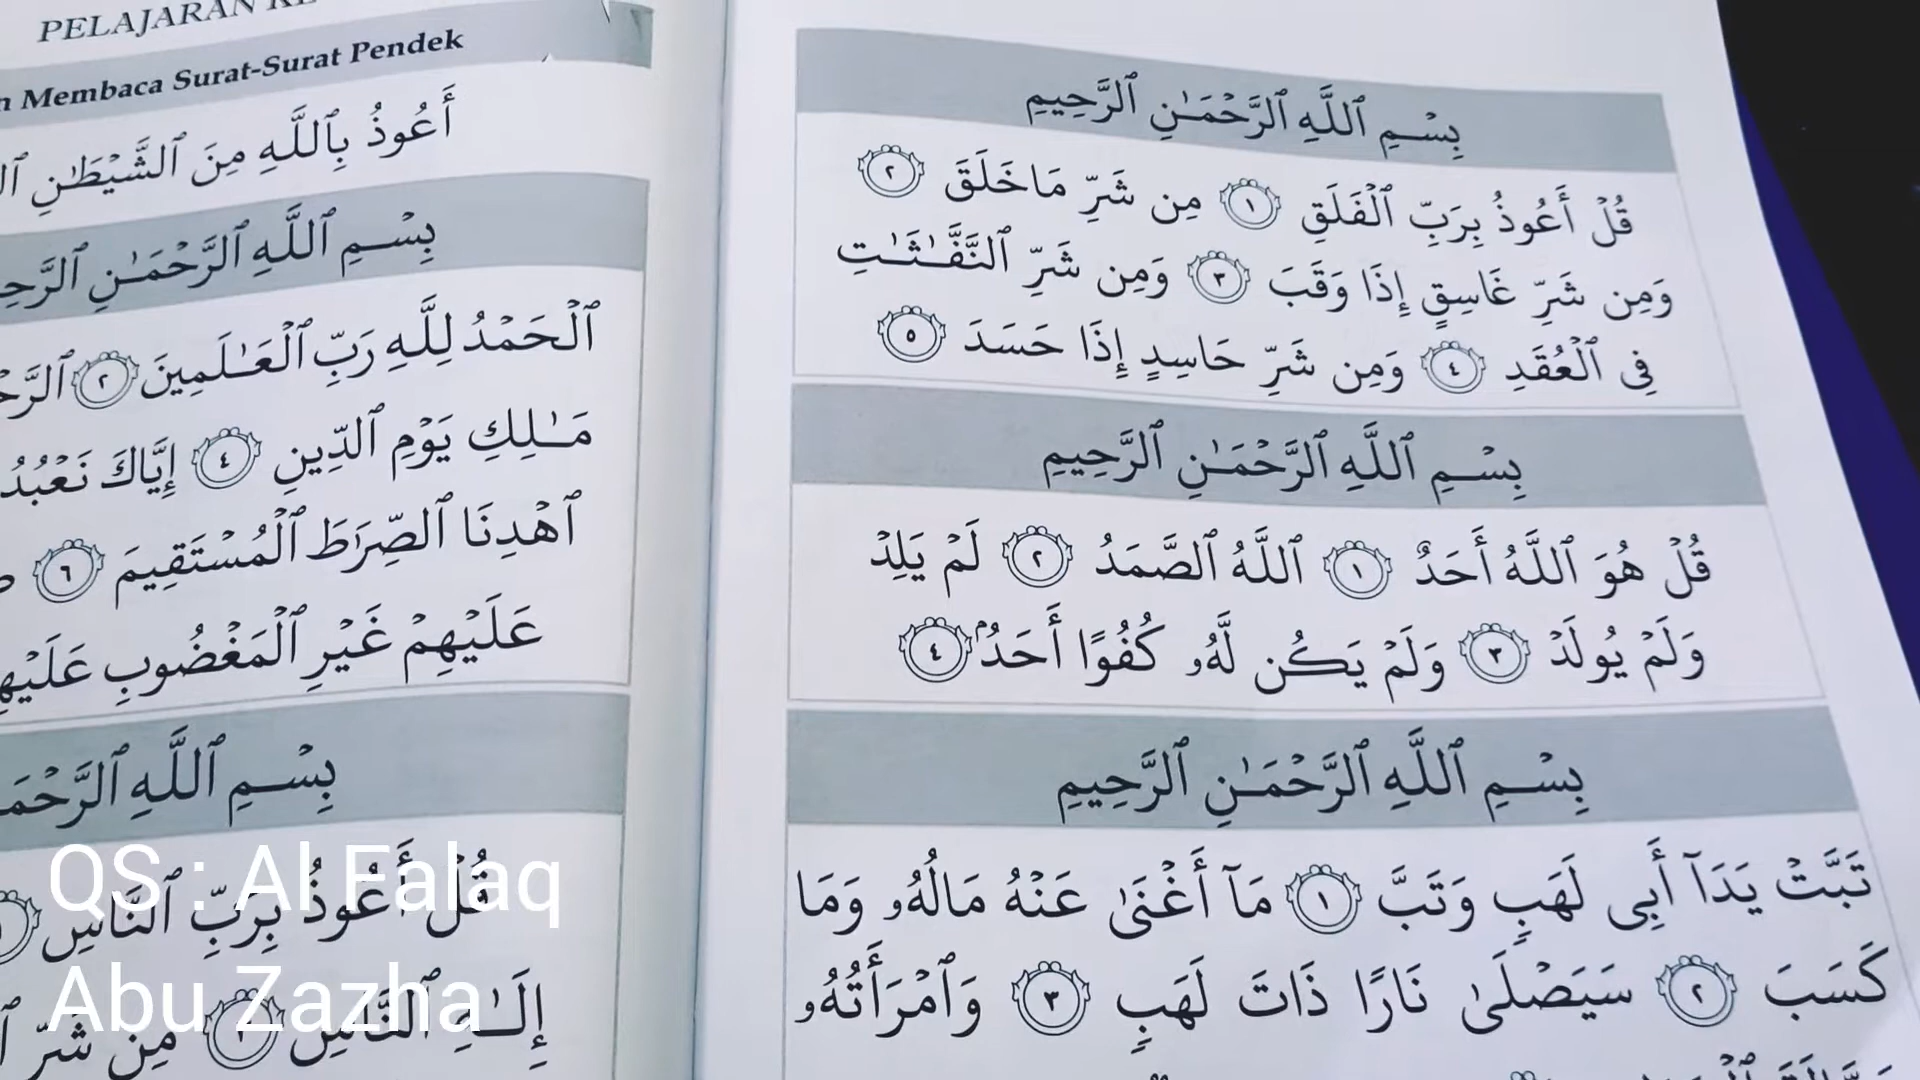 PELAJARAN KE
Membaca Surat-Surat Pendek
أَعُوذُ بِٱللَّهِ مِنَ ٱلشَّيْطَٰنِ
بِسْمِ ٱللَّهِ ٱلرَّحْمَٰنِ
ٱلْحَمْدُ لِلَّهِ رَبِّ ٱلْعَٰلَمِينَ ٢
مَٰلِكِ يَوْمِ ٱلدِّينِ ٤ إِيَّاكَ نَعْبُدُ
ٱهْدِنَا ٱلصِّرَٰطَ ٱلْمُسْتَقِيمَ ٦
عَلَيْهِمْ غَيْرِ ٱلْمَغْضُوبِ
بِسْمِ ٱللَّهِ
قُلْ أَعُوذُ بِرَبِّ ٱلنَّاسِ
إِلَٰهِ ٱلنَّاسِ ٣ مِن شَرِّ
بِسْمِ ٱللَّهِ ٱلرَّحْمَٰنِ ٱلرَّحِيمِ
قُلْ أَعُوذُ بِرَبِّ ٱلْفَلَقِ ١ مِن شَرِّ مَا خَلَقَ ٢
وَمِن شَرِّ غَاسِقٍ إِذَا وَقَبَ ٣ وَمِن شَرِّ ٱلنَّفَّٰثَٰتِ
فِى ٱلْعُقَدِ ٤ وَمِن شَرِّ حَاسِدٍ إِذَا حَسَدَ ٥
بِسْمِ ٱللَّهِ ٱلرَّحْمَٰنِ ٱلرَّحِيمِ
قُلْ هُوَ ٱللَّهُ أَحَدٌ ١ ٱللَّهُ ٱلصَّمَدُ ٢ لَمْ يَلِدْ
وَلَمْ يُولَدْ ٣ وَلَمْ يَكُن لَّهُۥ كُفُوًا أَحَدٌۢ ٤
بِسْمِ ٱللَّهِ ٱلرَّحْمَٰنِ ٱلرَّحِيمِ
تَبَّتْ يَدَآ أَبِى لَهَبٍ وَتَبَّ ١ مَآ أَغْنَىٰ عَنْهُ مَالُهُۥ وَمَا
كَسَبَ ٢ سَيَصْلَىٰ نَارًا ذَاتَ لَهَبٍ ٣ وَٱمْرَأَتُهُۥ
QS : Al Falaq
Abu Zazha